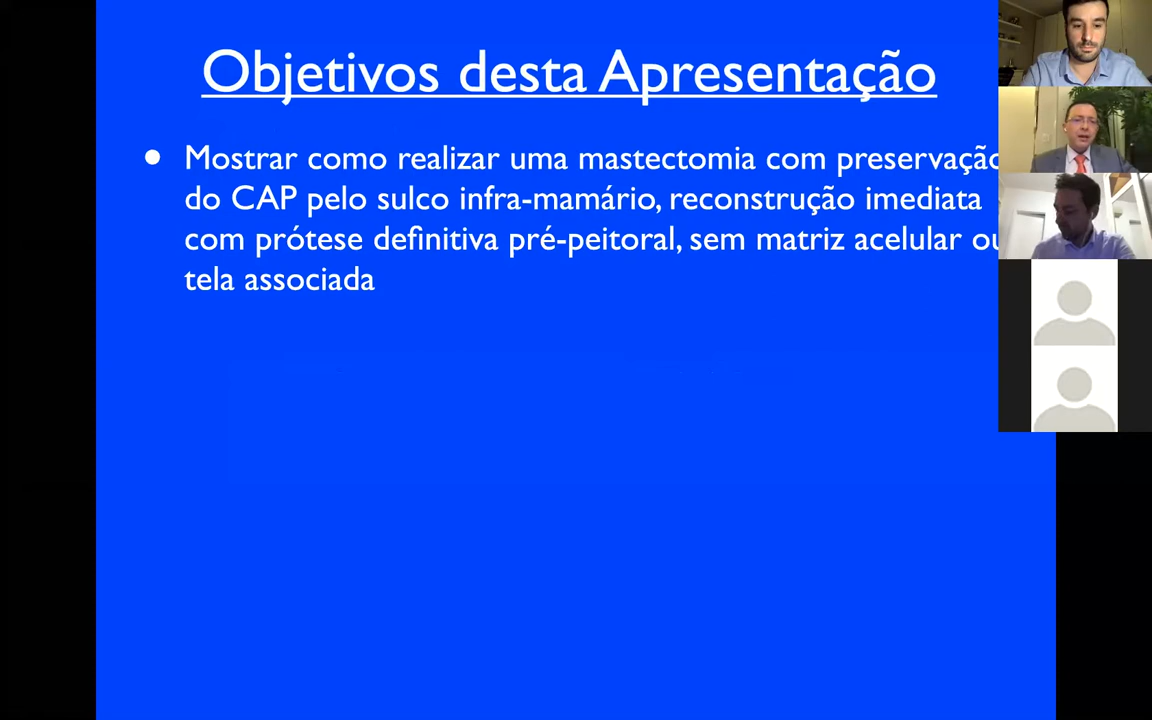 Objetivos desta Apresentação
• Mostrar como realizar uma mastectomia com preservação
do CAP pelo sulco infra-mamário, reconstrução imediata
com prótese definitiva pré-peitoral, sem matriz acelular ou
tela associada